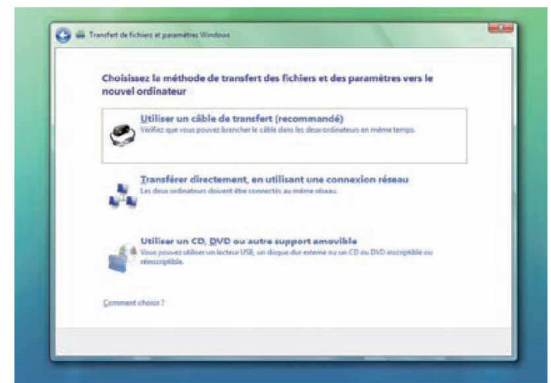 Transfert de fichiers et paramètres Windows
Choisissez la méthode de transfert des fichiers et des paramètres vers le
nouvel ordinateur
Utiliser un câble de transfert (recommandé)
Vérifiez que vous pouvez brancher le câble dans les deux ordinateurs en même temps.
Transférer directement, en utilisant une connexion réseau
Les deux ordinateurs doivent être connectés au même réseau.
Utiliser un CD, DVD ou autre support amovible
Vous pouvez utiliser un lecteur USB, un disque dur externe ou un CD ou DVD inscriptible ou
réinscriptible.
Comment choisir ?